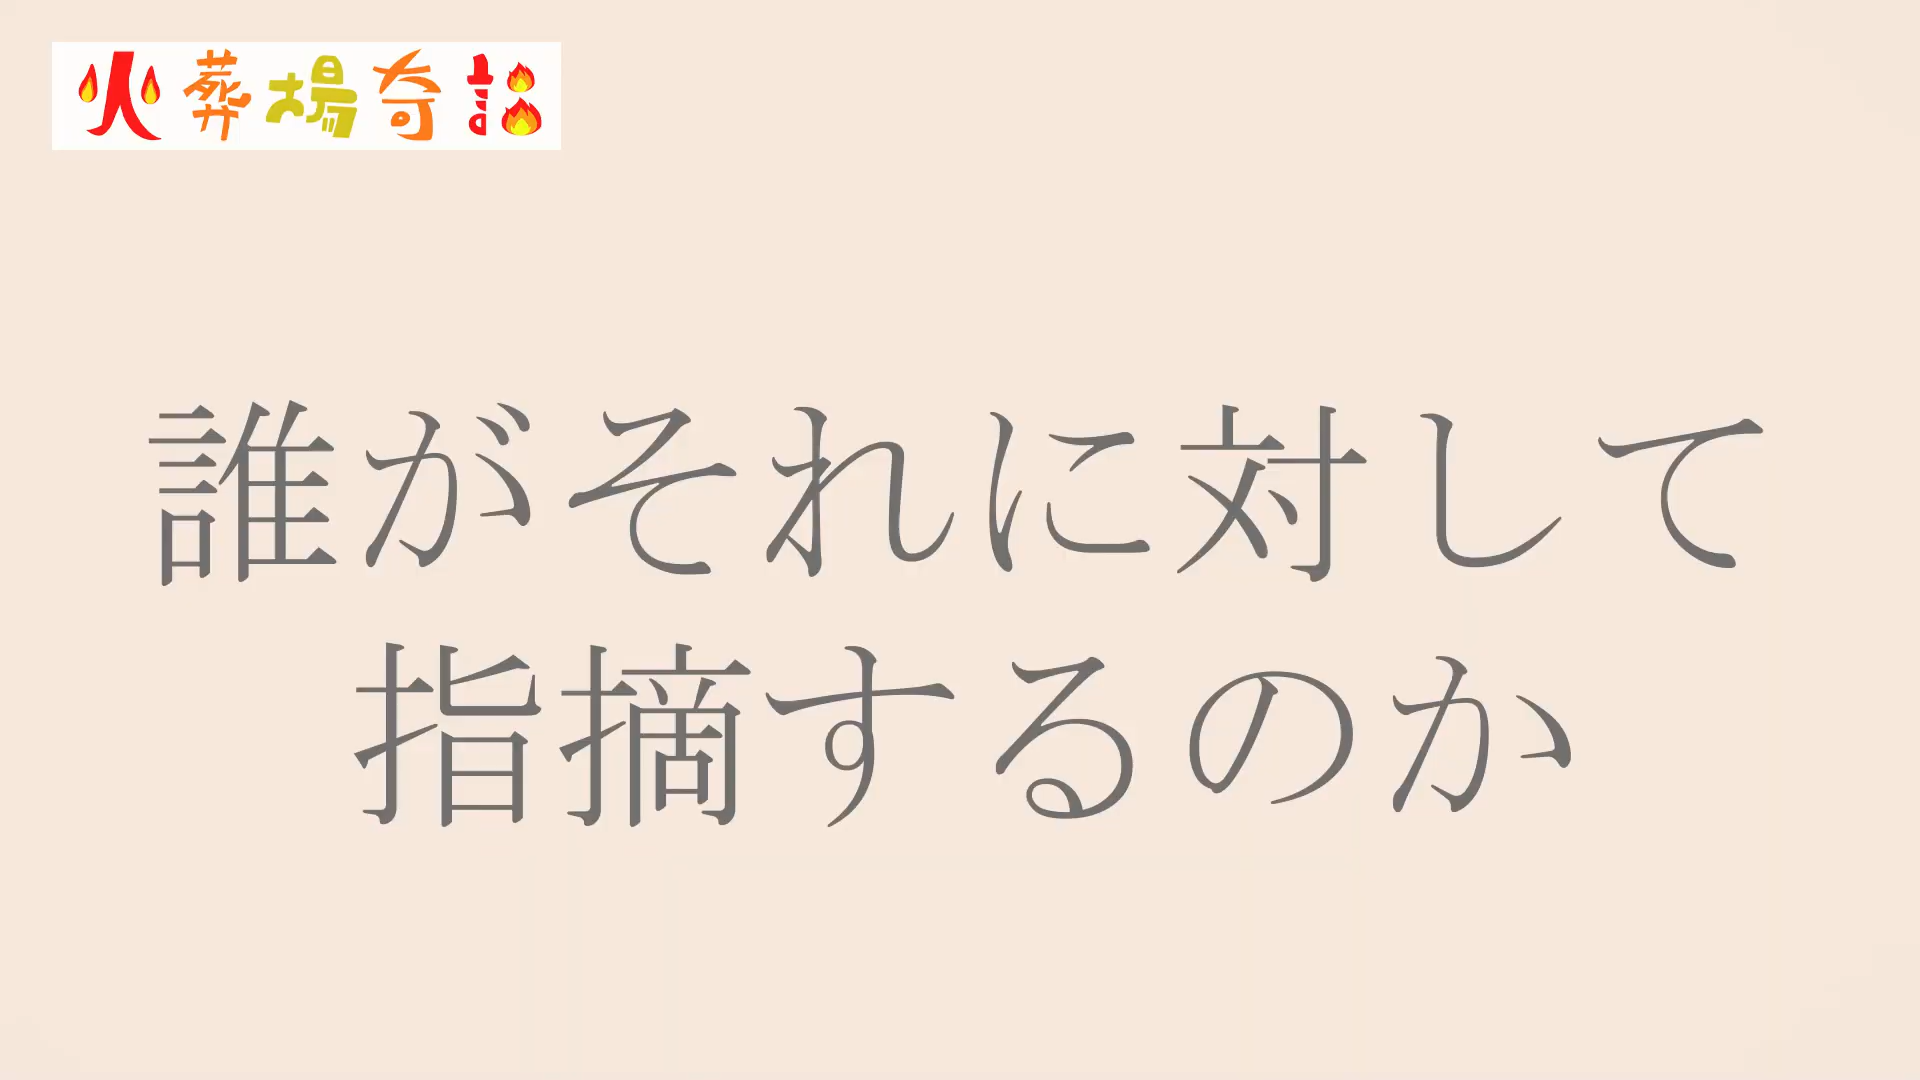 火葬場奇話
誰がそれに対して
指摘するのか